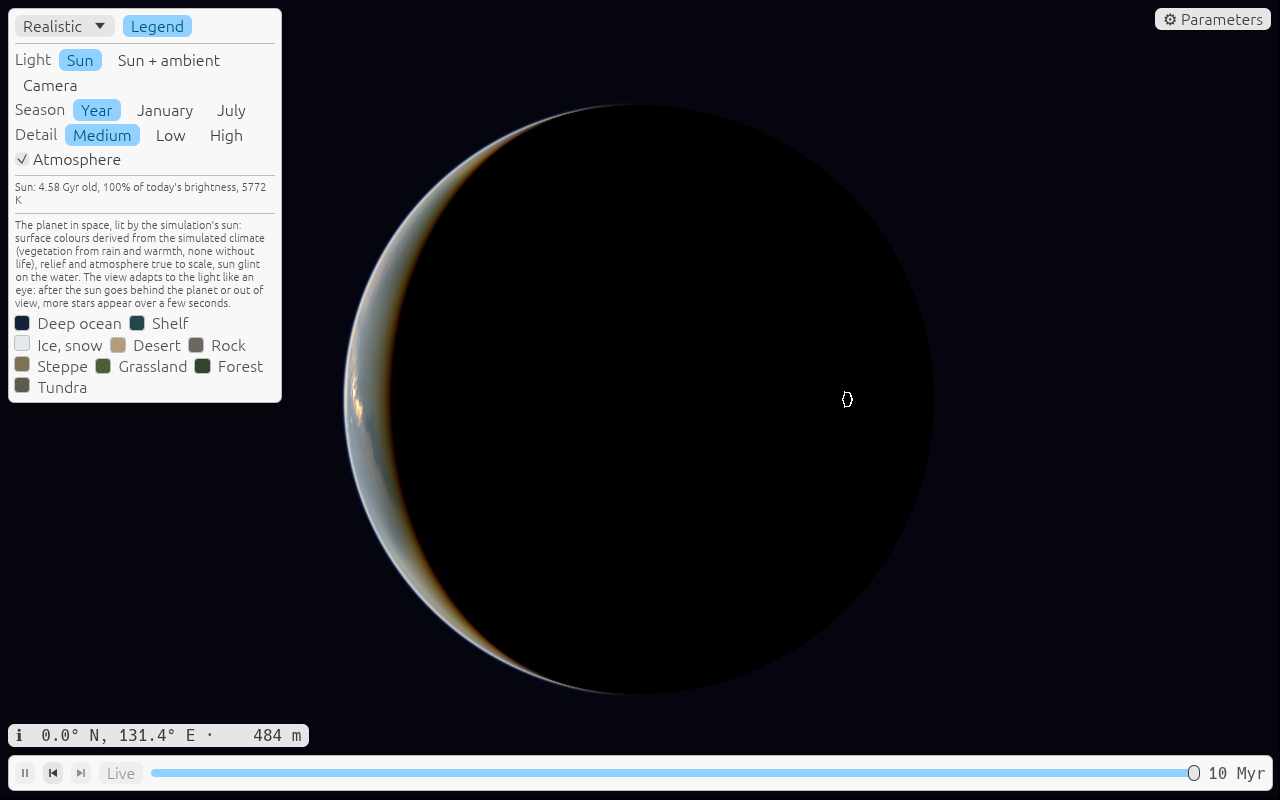 Realistic Legend
⚙ Parameters
Light Sun Sun + ambient
Camera
Season Year January July
Detail Medium Low High
Atmosphere
Sun: 4.58 Gyr old, 100% of today's brightness, 5772
K
The planet in space, lit by the simulation's sun:
surface colours derived from the simulated climate
(vegetation from rain and warmth, none without
life), relief and atmosphere true to scale, sun glint
on the water. The view adapts to the light like an
eye: after the sun goes behind the planet or out of
view, more stars appear over a few seconds.
Deep ocean Shelf
Ice, snow Desert Rock
Steppe Grassland Forest
Tundra
ℹ 0.0° N, 131.4° E · 484 m
Live 10 Myr